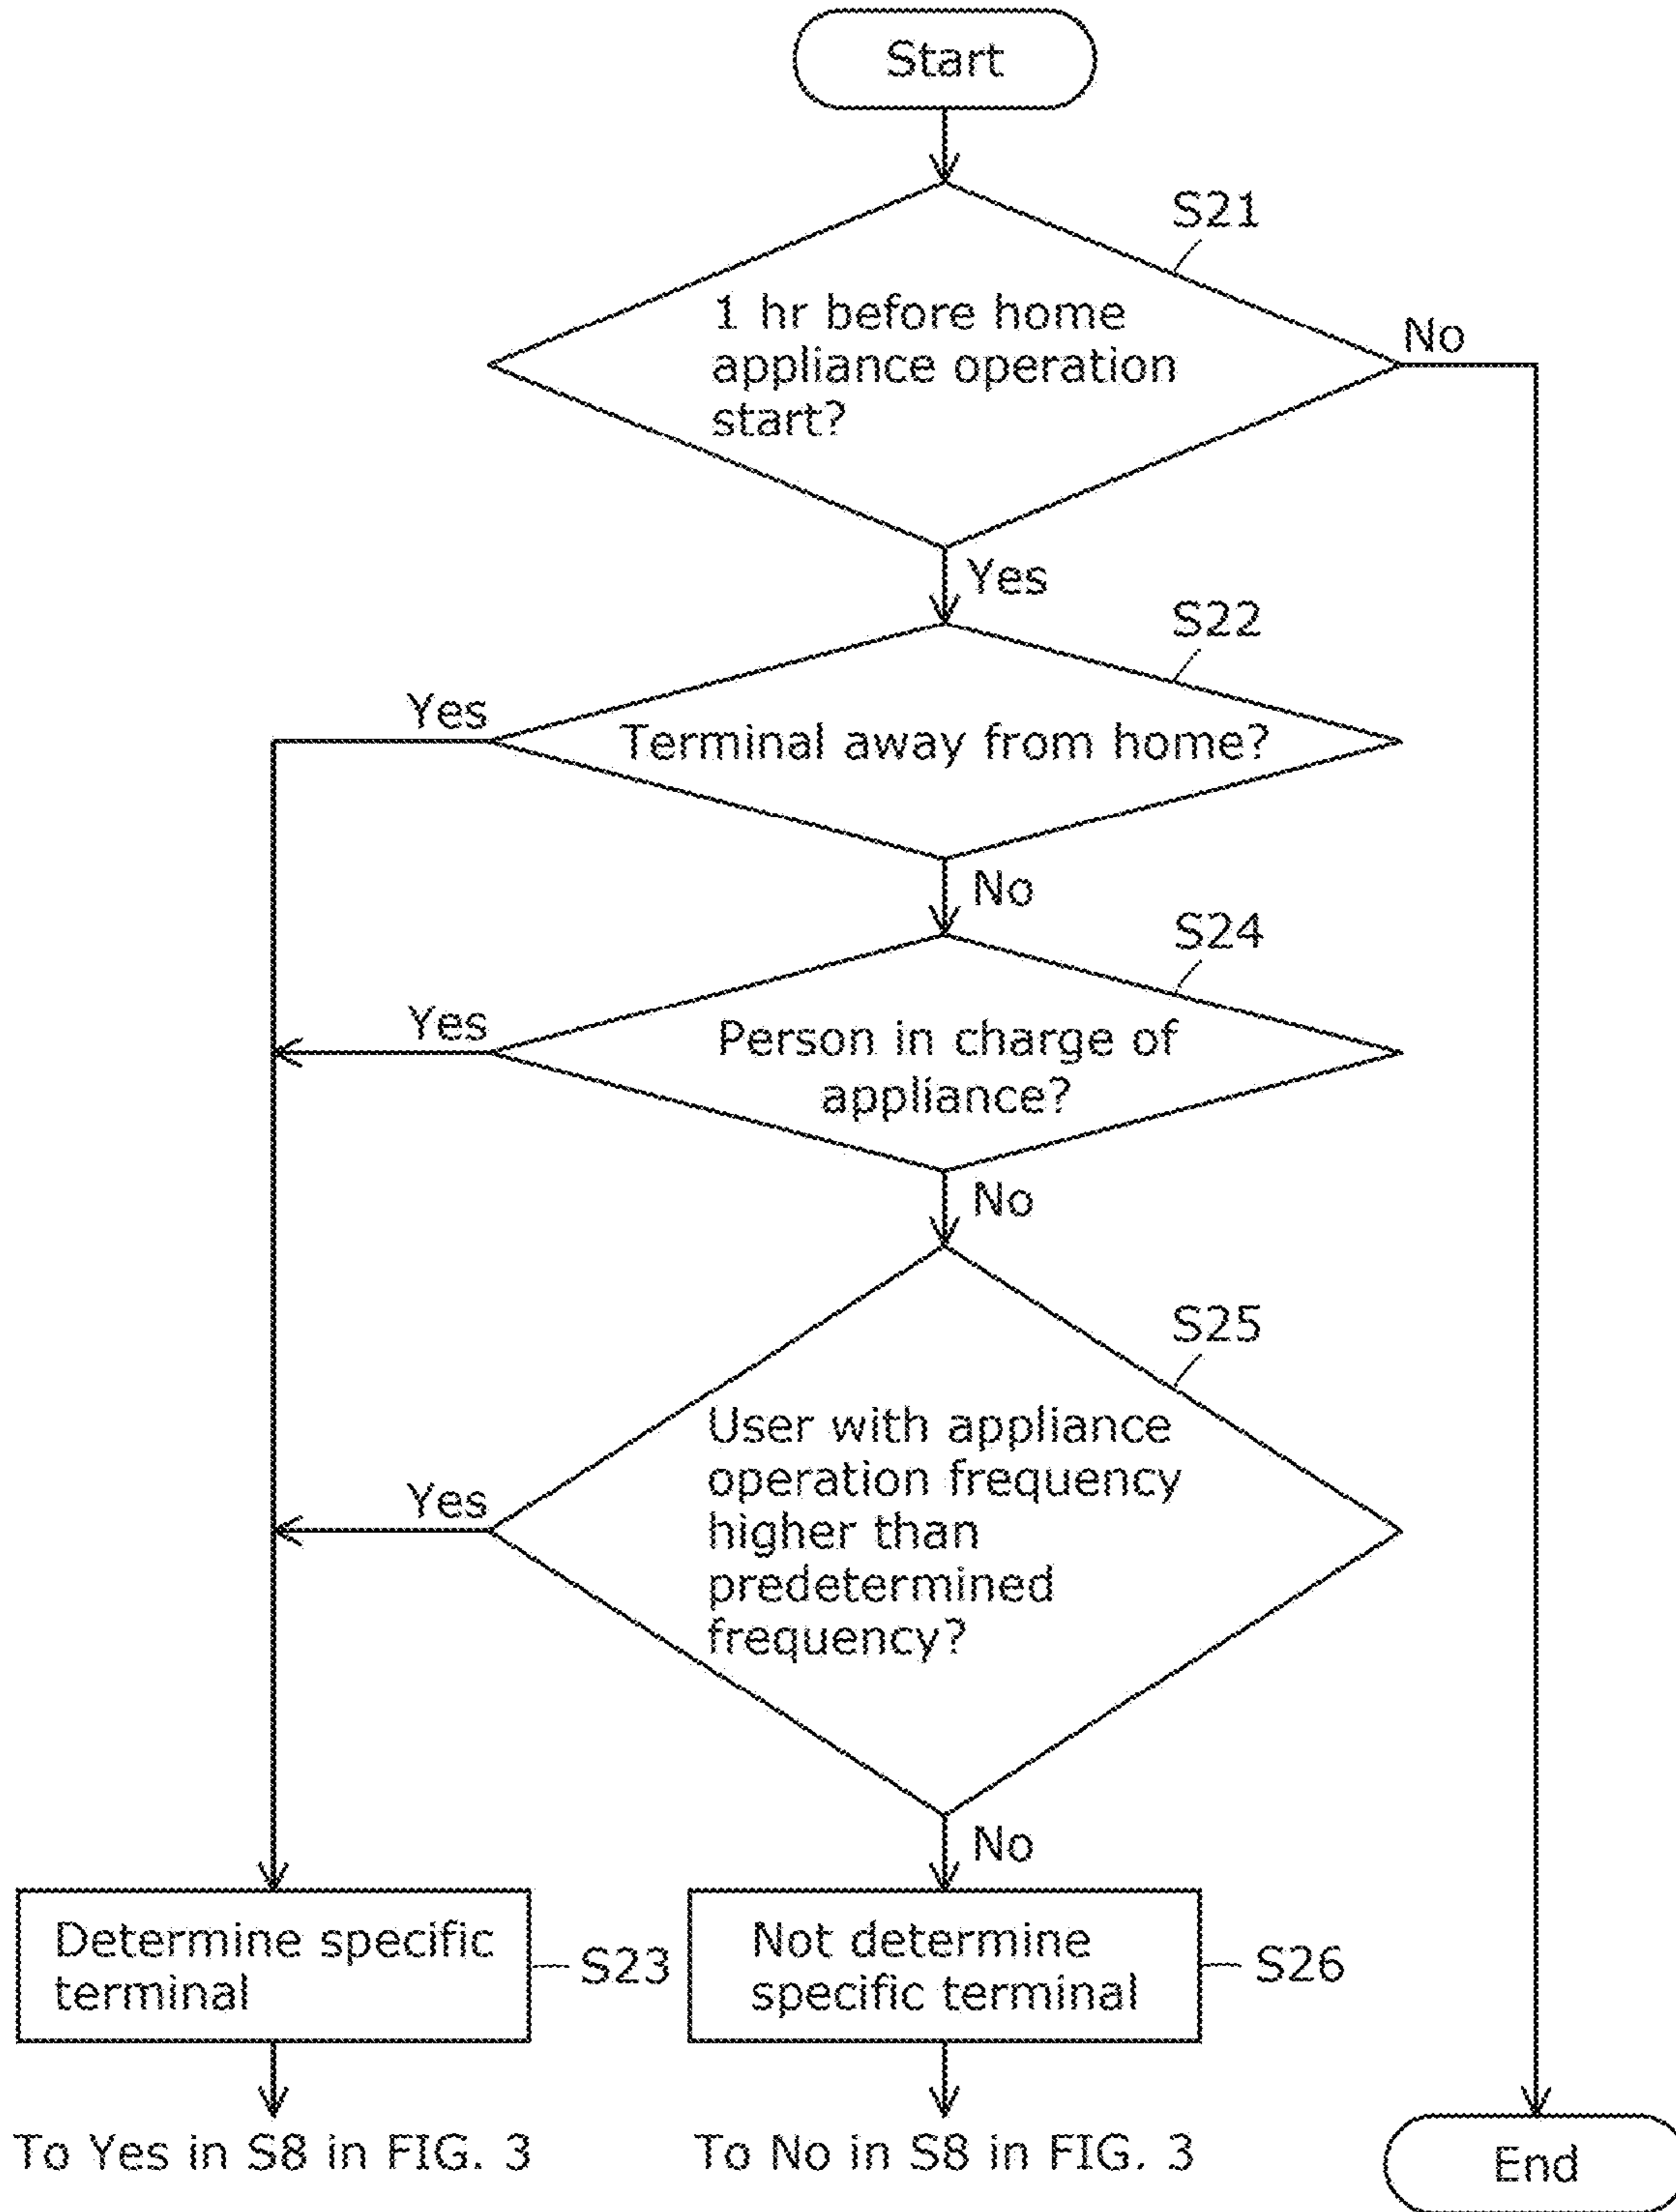 Start
S21
1 hr before home
appliance operation
start?
No
Yes
S22
Yes
Terminal away from home?
No
S24
Yes
Person in charge of
appliance?
No
S25
User with appliance
operation frequency
higher than
predetermined
frequency?
Yes
No
Determine specific
terminal
S23
Not determine
specific terminal
S26
To Yes in S8 in FIG. 3
To No in S8 in FIG. 3
End